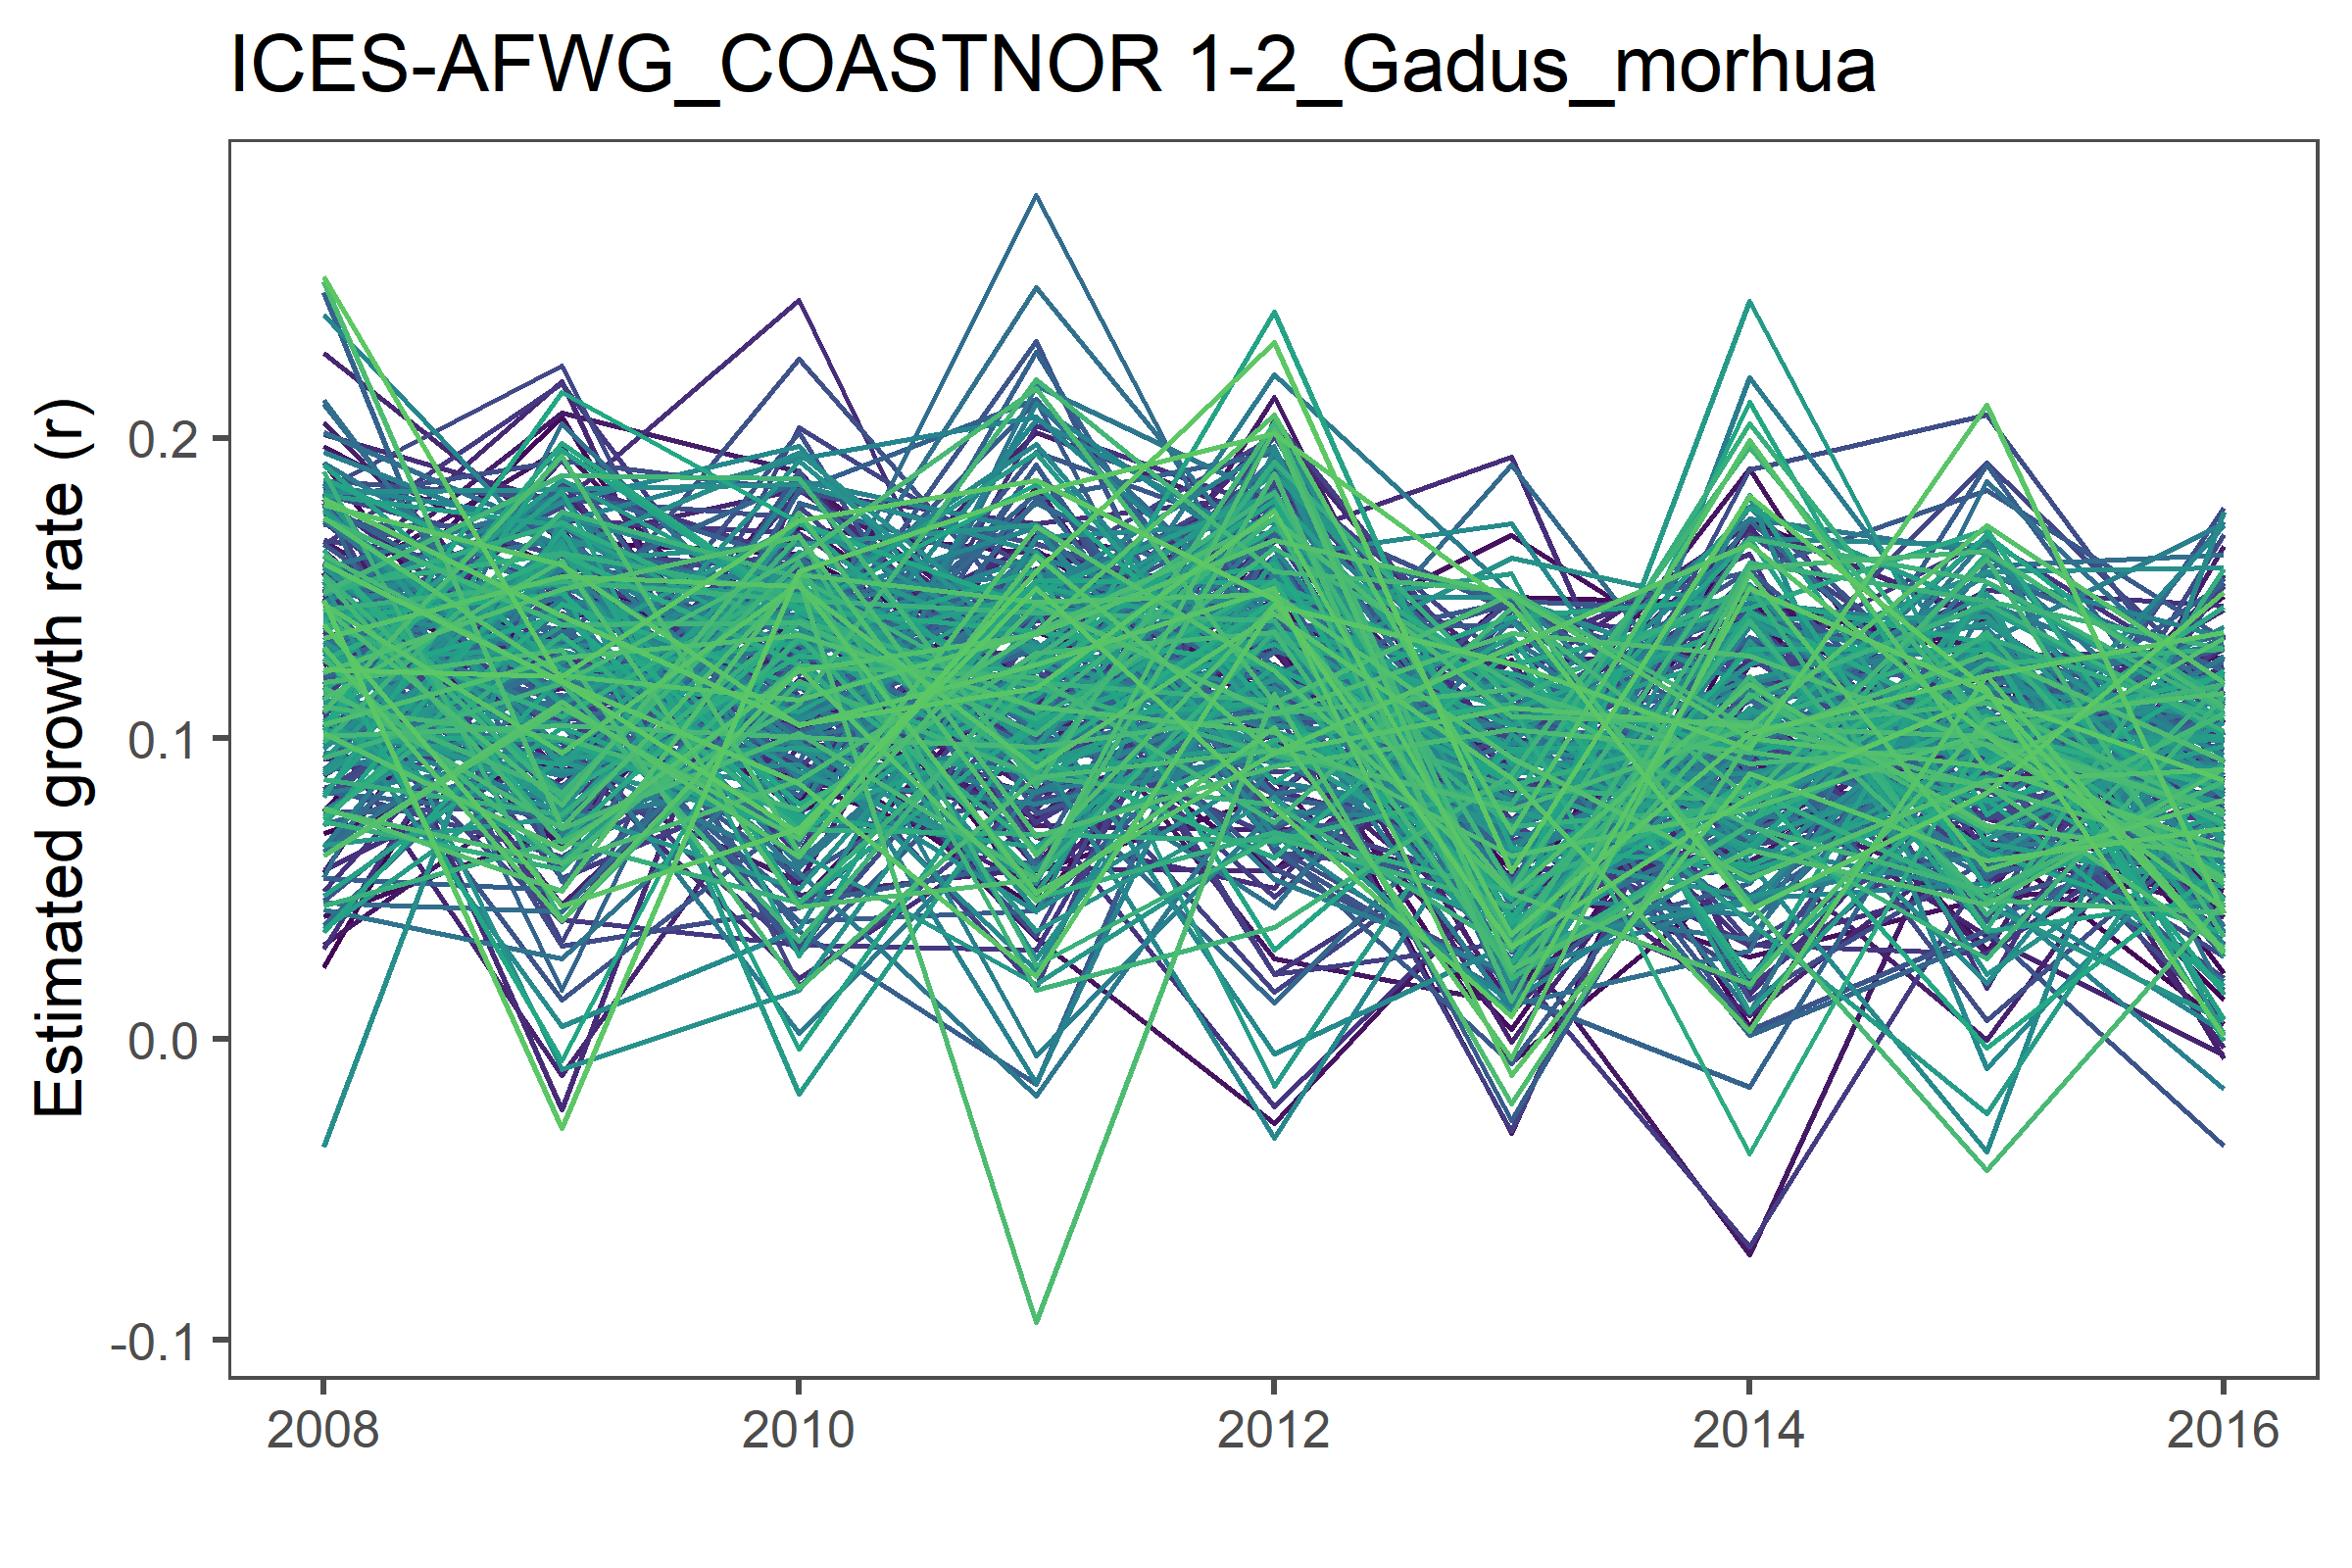 ICES-AFWG_COASTNOR 1-2_Gadus_morhua
Estimated growth rate (r)
0.2
0.1
0.0
-0.1
2008 2010 2012 2014 2016